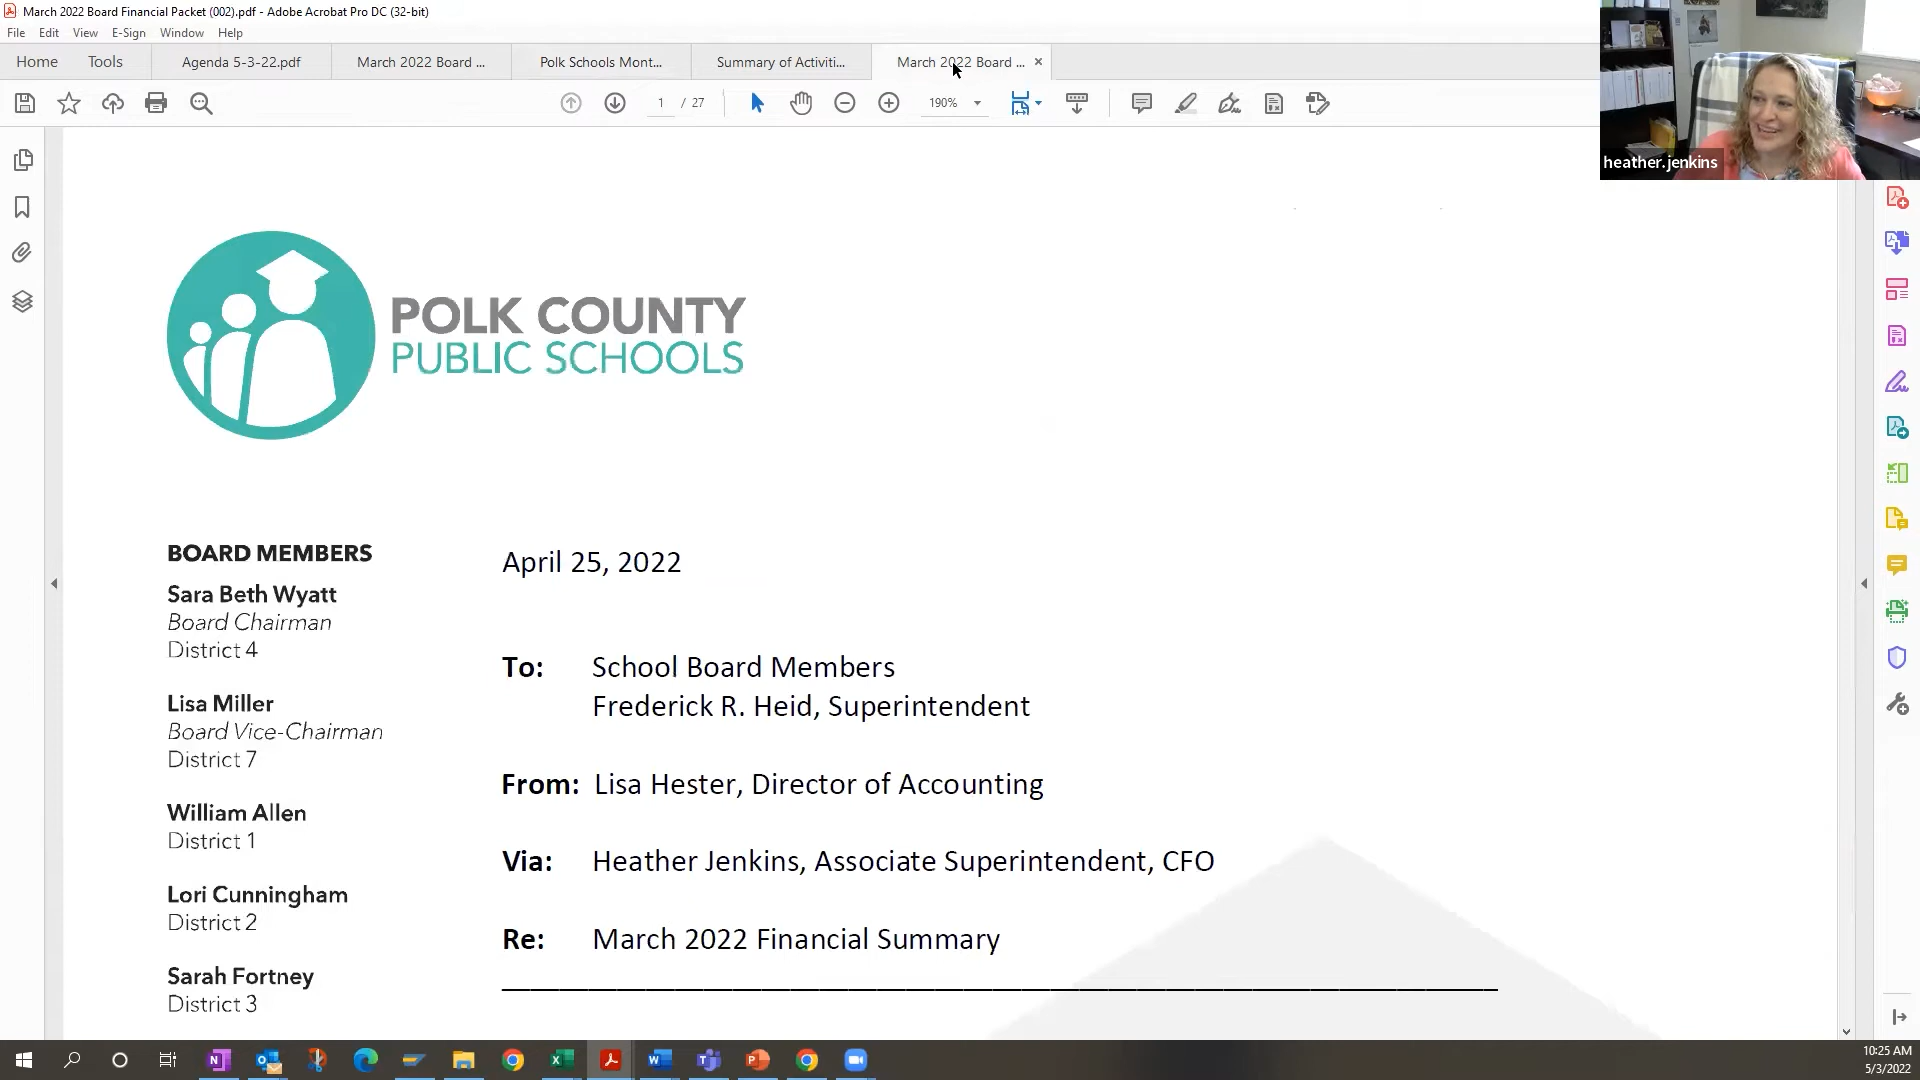 March 2022 Board Financial Packet (002).pdf - Adobe Acrobat Pro DC (32-bit)
File Edit View E-Sign Window Help
Home Tools Agenda 5-3-22.pdf March 2022 Board ... Polk Schools Mont... Summary of Activiti... March 2022 Board ... ×
1 / 27 190%
heather.jenkins
POLK COUNTY
PUBLIC SCHOOLS
BOARD MEMBERS
Sara Beth Wyatt
Board Chairman
District 4
Lisa Miller
Board Vice-Chairman
District 7
William Allen
District 1
Lori Cunningham
District 2
Sarah Fortney
District 3
April 25, 2022
To: School Board Members
Frederick R. Heid, Superintendent
From: Lisa Hester, Director of Accounting
Via: Heather Jenkins, Associate Superintendent, CFO
Re: March 2022 Financial Summary
10:25 AM
5/3/2022